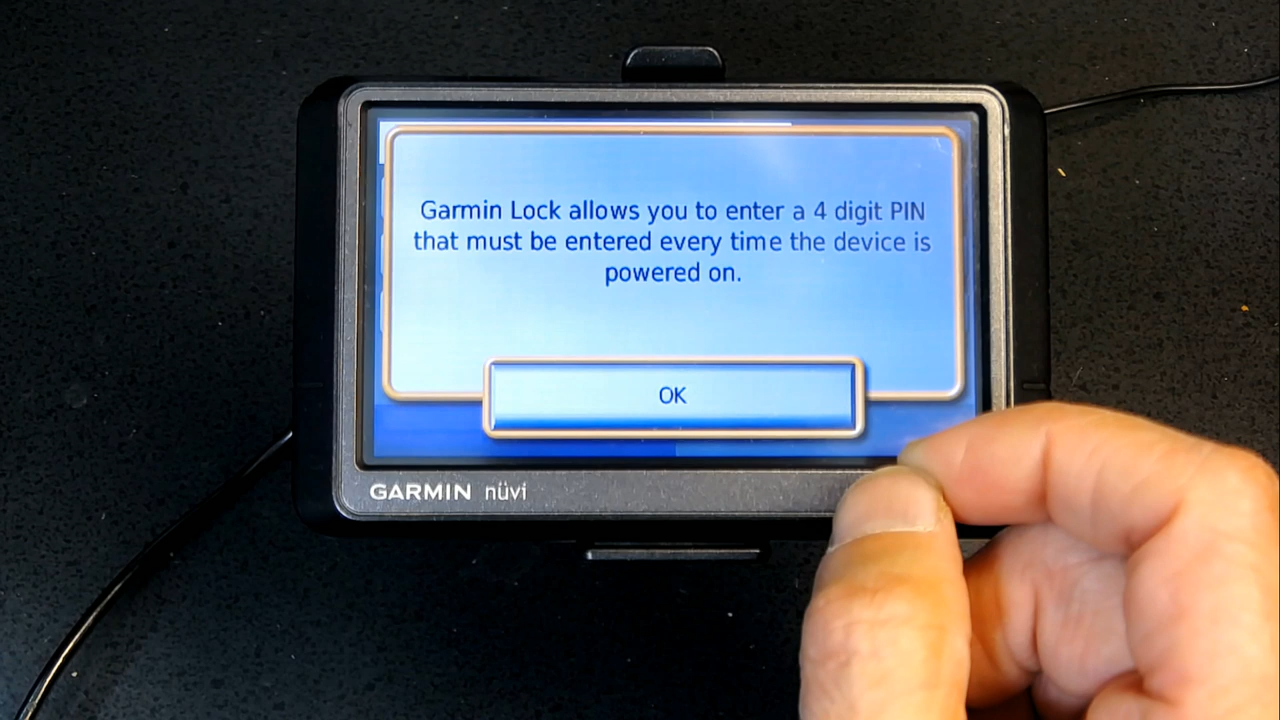 Garmin Lock allows you to enter a 4 digit PIN
that must be entered every time the device is
powered on.
OK
GARMIN nüvi